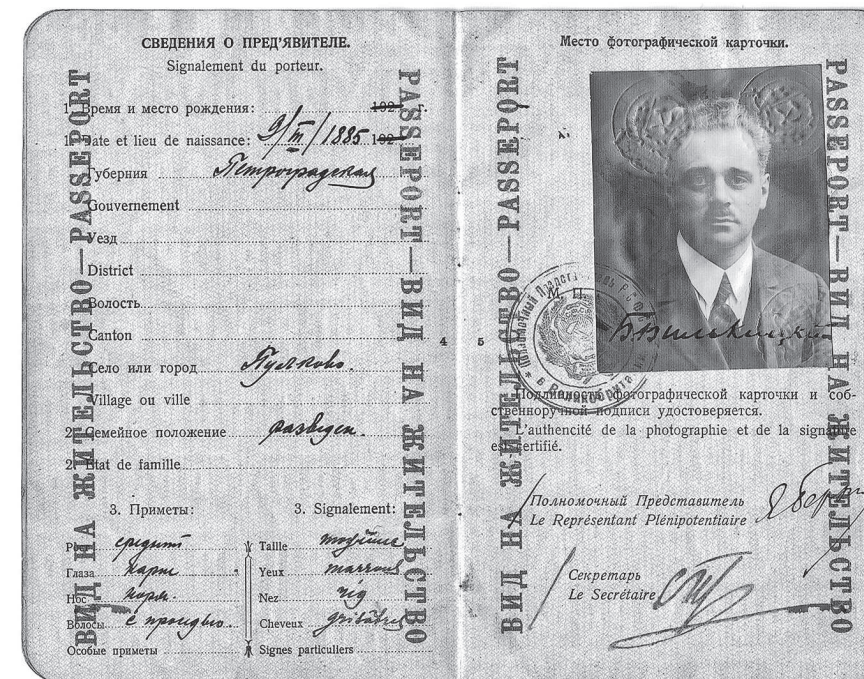 СВЕДЕНИЯ О ПРЕД'ЯВИТЕЛЕ.
Signalement du porteur.
1. Время и место рождения: 192 г.
1. Date et lieu de naissance: 9/III/1885 192
Губерния Петроградская
Gouvernement
Уезд
District
Волость
Canton
Село или город Пулково.
Village ou ville
2. Семейное положение разведен.
2. Etat de famille
3. Приметы:
Рост средний
Глаза карие
Нос норм.
Волосы с проседью.
Особые приметы
3. Signalement:
Taille moyenne
Yeux marrons
Nez
Cheveux
Signes particuliers
ВИД НА ЖИТЕЛЬСТВО—PASSEPORT
PASSEPORT—ВИД НА ЖИТЕЛЬСТВО
4
5
Место фотографической карточки.
М. П.
Б.Вилькицкий
Подлинность фотографической карточки и соб-
ственноручной подписи удостоверяется.
L'authencité de la photographie et de la signature
est certifié.
Полномочный Представитель
Le Représentant Plénipotentiaire
Секретарь
Le Secrétaire
ВИД НА ЖИТЕЛЬСТВО—PASSEPORT
PASSEPORT—ВИД НА ЖИТЕЛЬСТВО